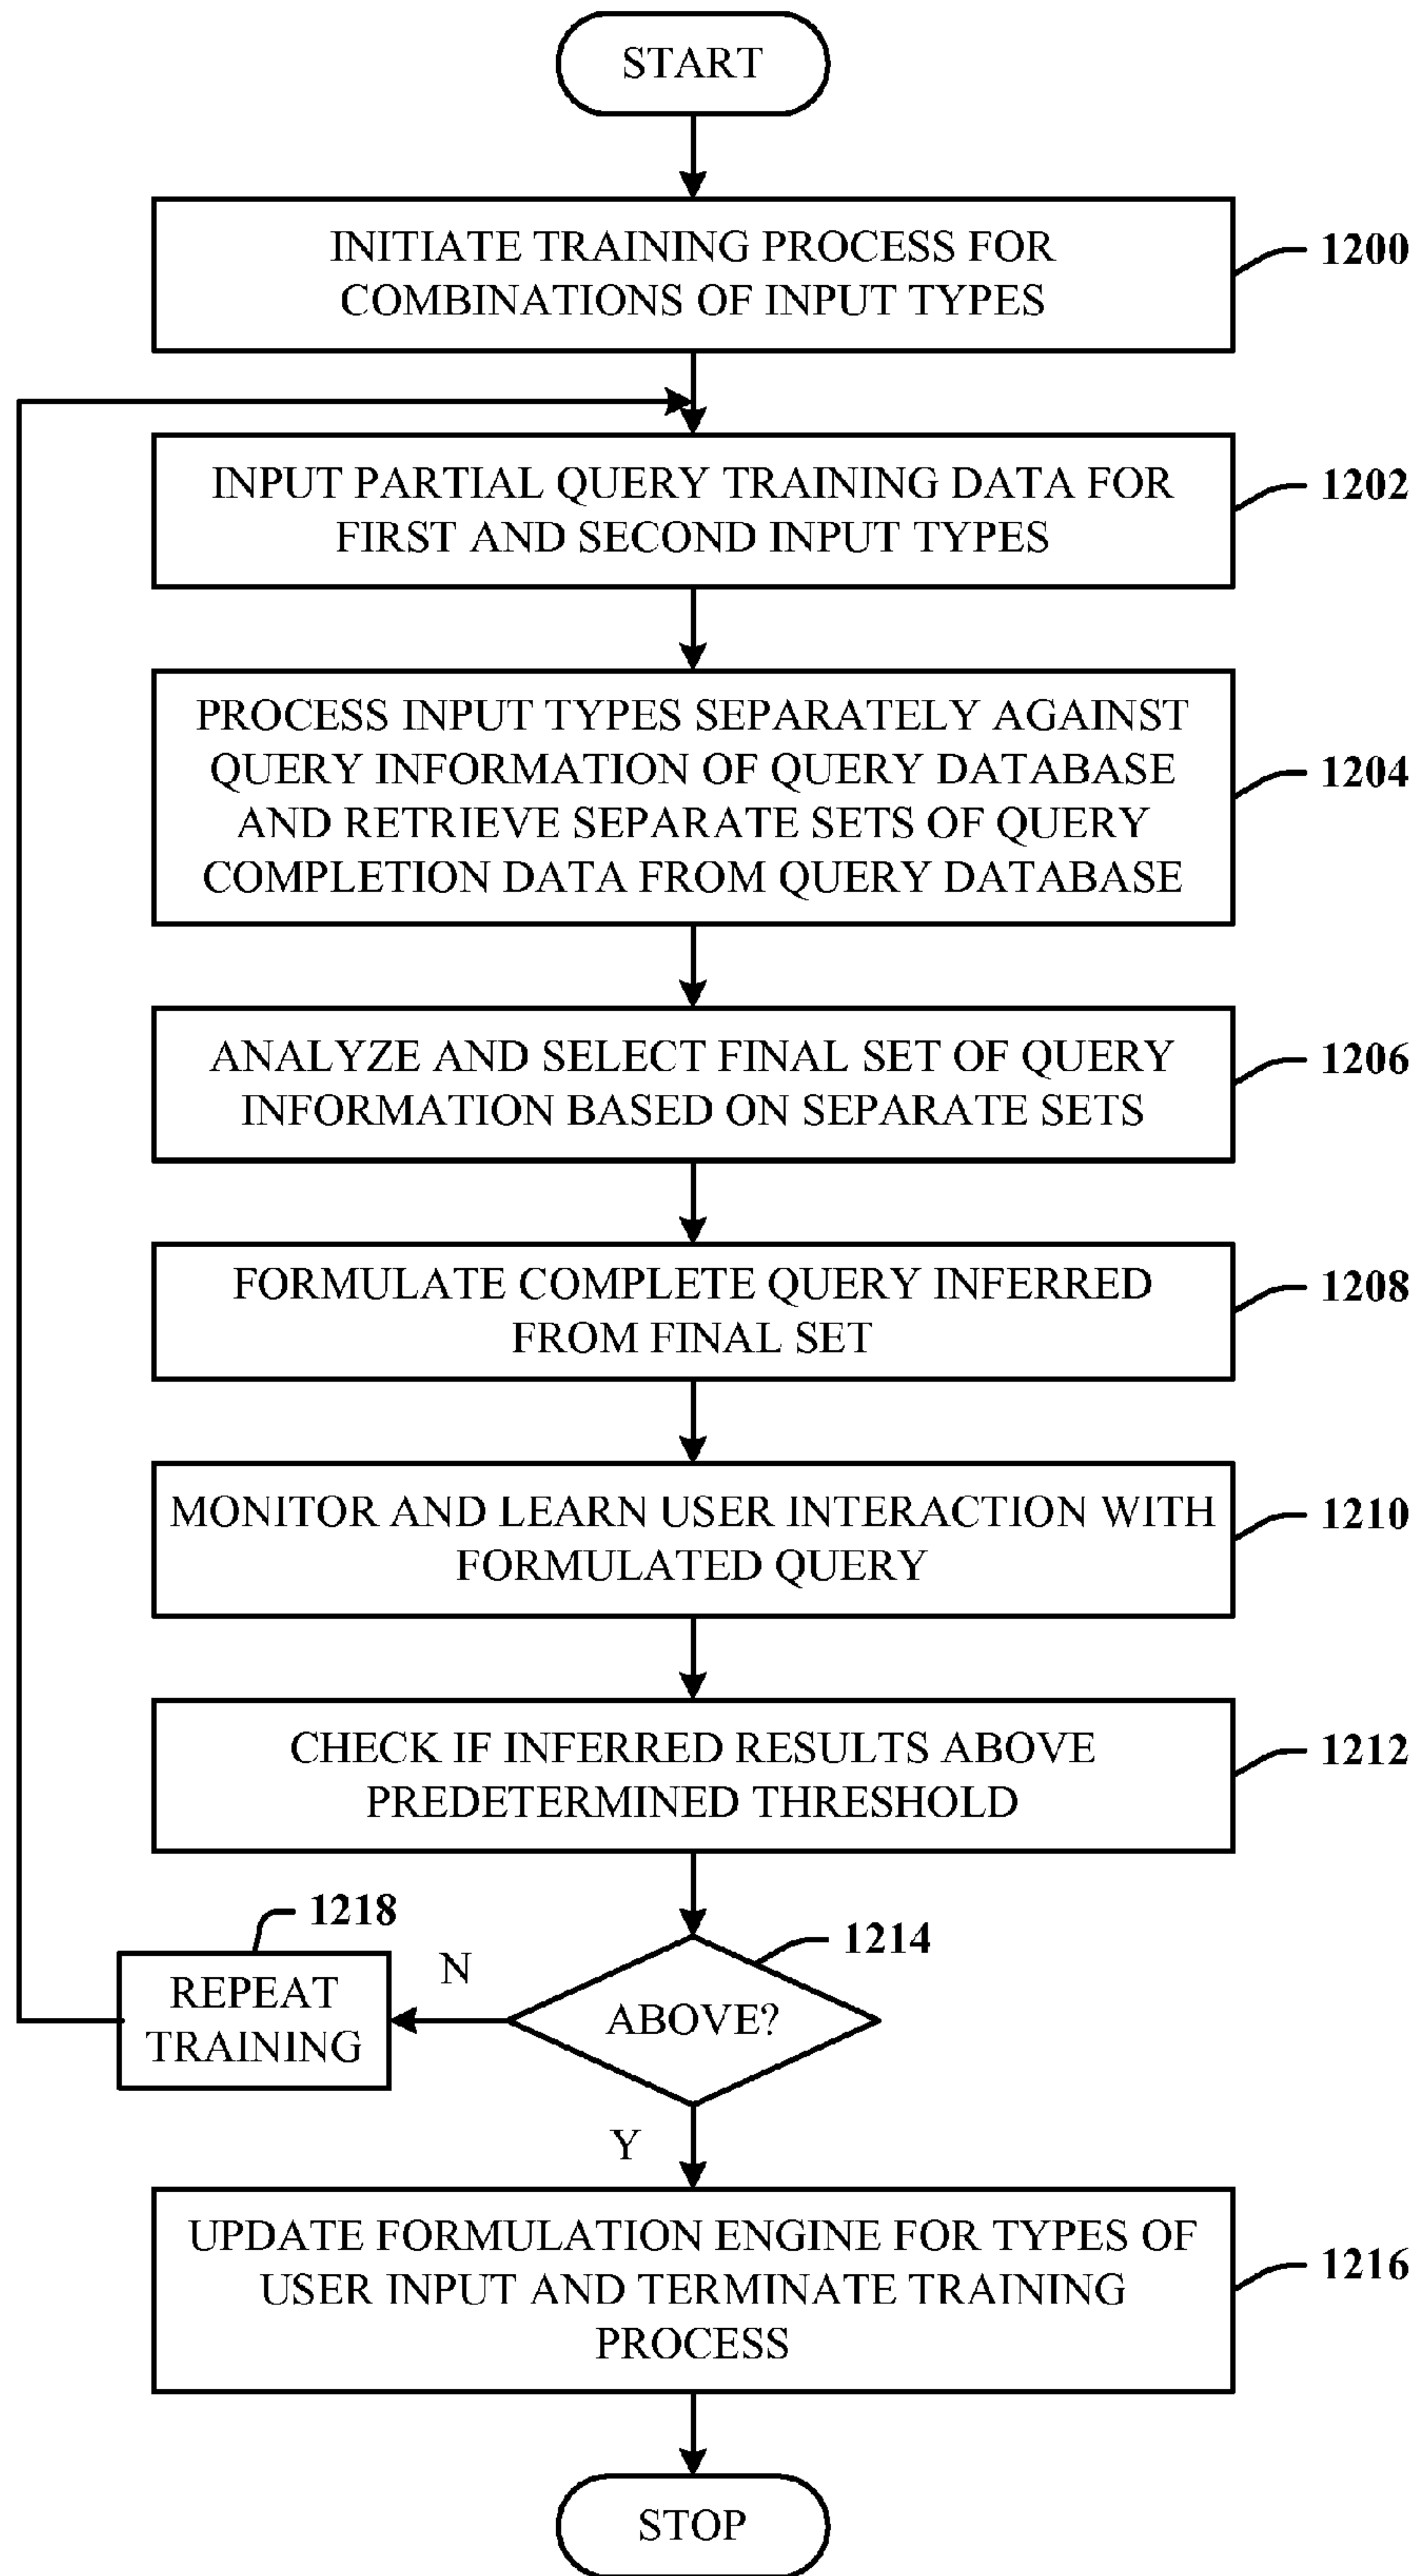 START
INITIATE TRAINING PROCESS FOR
COMBINATIONS OF INPUT TYPES
1200
INPUT PARTIAL QUERY TRAINING DATA FOR
FIRST AND SECOND INPUT TYPES
1202
PROCESS INPUT TYPES SEPARATELY AGAINST
QUERY INFORMATION OF QUERY DATABASE
AND RETRIEVE SEPARATE SETS OF QUERY
COMPLETION DATA FROM QUERY DATABASE
1204
ANALYZE AND SELECT FINAL SET OF QUERY
INFORMATION BASED ON SEPARATE SETS
1206
FORMULATE COMPLETE QUERY INFERRED
FROM FINAL SET
1208
MONITOR AND LEARN USER INTERACTION WITH
FORMULATED QUERY
1210
CHECK IF INFERRED RESULTS ABOVE
PREDETERMINED THRESHOLD
1212
1218
REPEAT
TRAINING
N
1214
ABOVE?
Y
UPDATE FORMULATION ENGINE FOR TYPES OF
USER INPUT AND TERMINATE TRAINING
PROCESS
1216
STOP